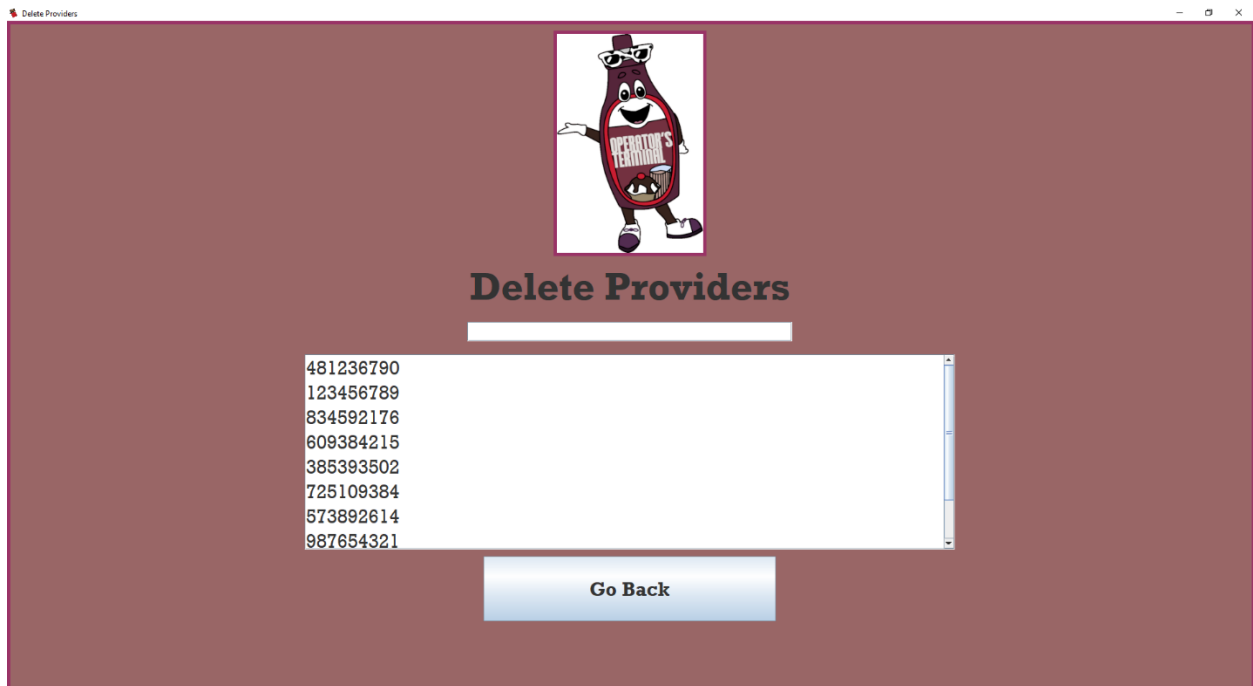 Delete Providers
OPERATOR'S
TERMINAL
Delete Providers
481236790
123456789
834592176
609384215
385393502
725109384
573892614
987654321
Go Back